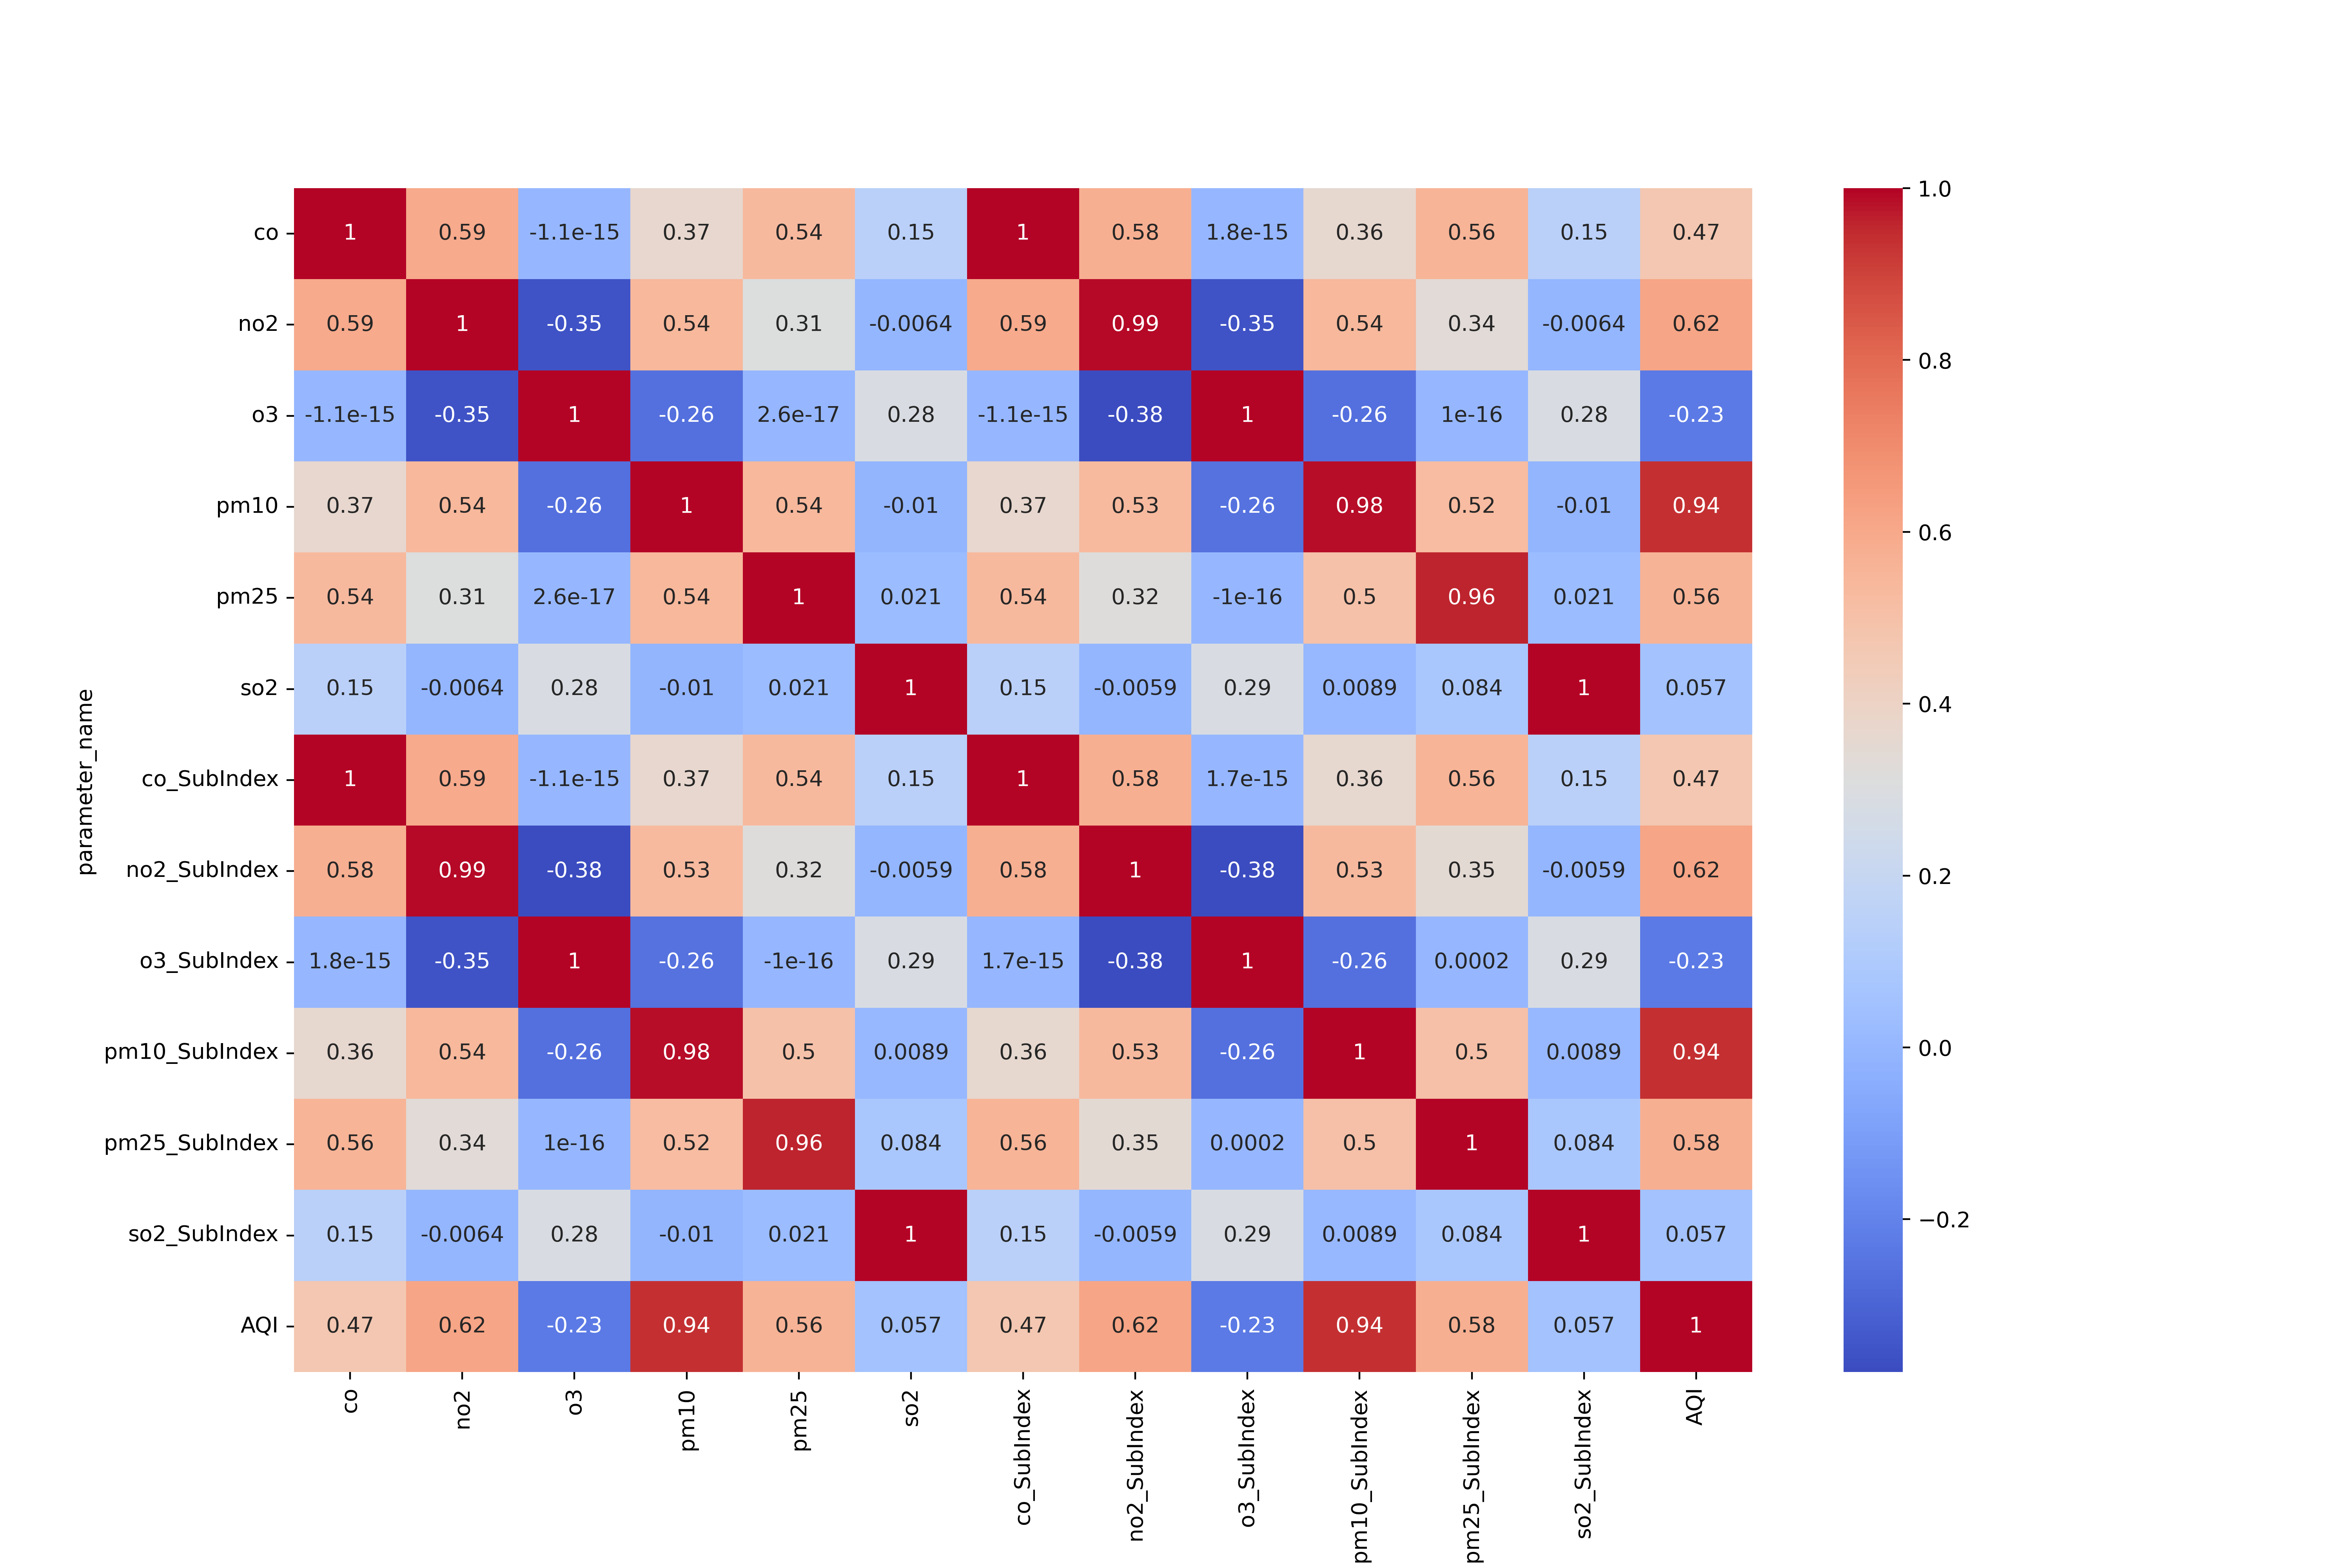 co 1 0.59 -1.1e-15 0.37 0.54 0.15 1 0.58 1.8e-15 0.36 0.56 0.15 0.47
no2 0.59 1 -0.35 0.54 0.31 -0.0064 0.59 0.99 -0.35 0.54 0.34 -0.0064 0.62
o3 -1.1e-15 -0.35 1 -0.26 2.6e-17 0.28 -1.1e-15 -0.38 1 -0.26 1e-16 0.28 -0.23
pm10 0.37 0.54 -0.26 1 0.54 -0.01 0.37 0.53 -0.26 0.98 0.52 -0.01 0.94
pm25 0.54 0.31 2.6e-17 0.54 1 0.021 0.54 0.32 -1e-16 0.5 0.96 0.021 0.56
so2 0.15 -0.0064 0.28 -0.01 0.021 1 0.15 -0.0059 0.29 0.0089 0.084 1 0.057
co_SubIndex 1 0.59 -1.1e-15 0.37 0.54 0.15 1 0.58 1.7e-15 0.36 0.56 0.15 0.47
no2_SubIndex 0.58 0.99 -0.38 0.53 0.32 -0.0059 0.58 1 -0.38 0.53 0.35 -0.0059 0.62
o3_SubIndex 1.8e-15 -0.35 1 -0.26 -1e-16 0.29 1.7e-15 -0.38 1 -0.26 0.0002 0.29 -0.23
pm10_SubIndex 0.36 0.54 -0.26 0.98 0.5 0.0089 0.36 0.53 -0.26 1 0.5 0.0089 0.94
pm25_SubIndex 0.56 0.34 1e-16 0.52 0.96 0.084 0.56 0.35 0.0002 0.5 1 0.084 0.58
so2_SubIndex 0.15 -0.0064 0.28 -0.01 0.021 1 0.15 -0.0059 0.29 0.0089 0.084 1 0.057
AQI 0.47 0.62 -0.23 0.94 0.56 0.057 0.47 0.62 -0.23 0.94 0.58 0.057 1
co no2 o3 pm10 pm25 so2 co_SubIndex no2_SubIndex o3_SubIndex pm10_SubIndex pm25_SubIndex so2_SubIndex AQI
parameter_name
1.0
0.8
0.6
0.4
0.2
0.0
−0.2